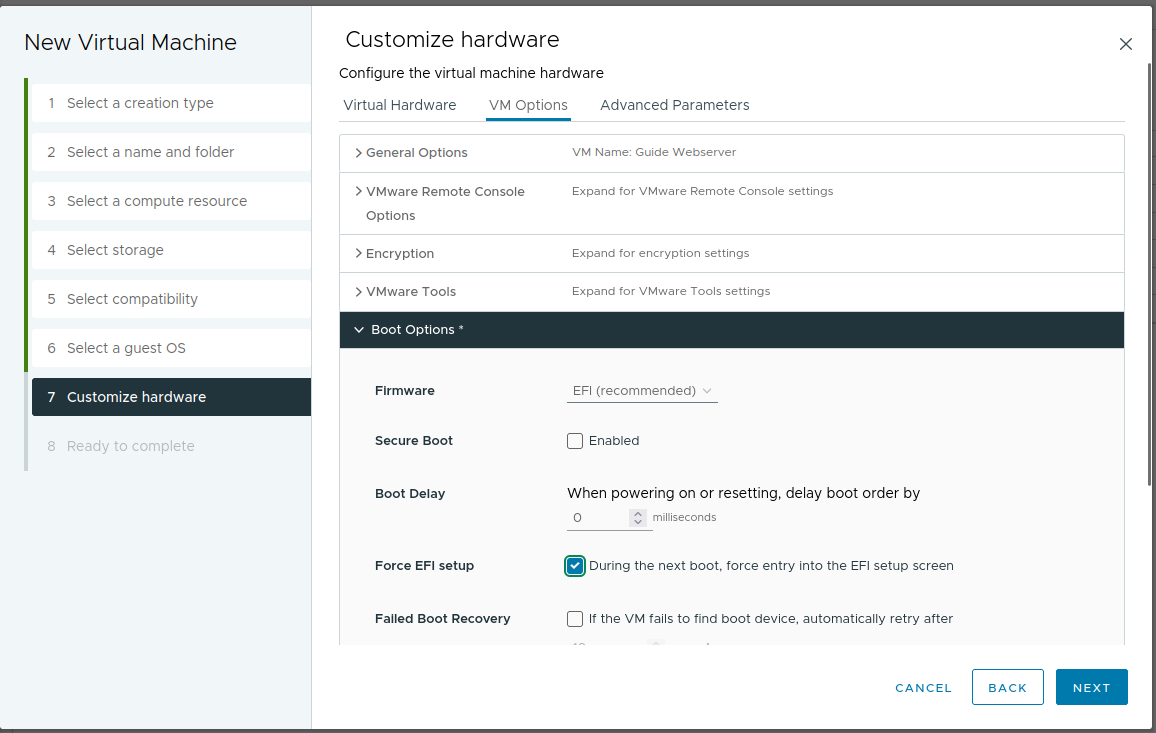 New Virtual Machine
1 Select a creation type
2 Select a name and folder
3 Select a compute resource
4 Select storage
5 Select compatibility
6 Select a guest OS
7 Customize hardware
8 Ready to complete
Customize hardware
Configure the virtual machine hardware
Virtual Hardware VM Options Advanced Parameters
General Options VM Name: Guide Webserver
VMware Remote Console Expand for VMware Remote Console settings
Options
Encryption Expand for encryption settings
VMware Tools Expand for VMware Tools settings
Boot Options *
Firmware EFI (recommended)
Secure Boot Enabled
Boot Delay When powering on or resetting, delay boot order by
0 milliseconds
Force EFI setup During the next boot, force entry into the EFI setup screen
Failed Boot Recovery If the VM fails to find boot device, automatically retry after
CANCEL BACK NEXT